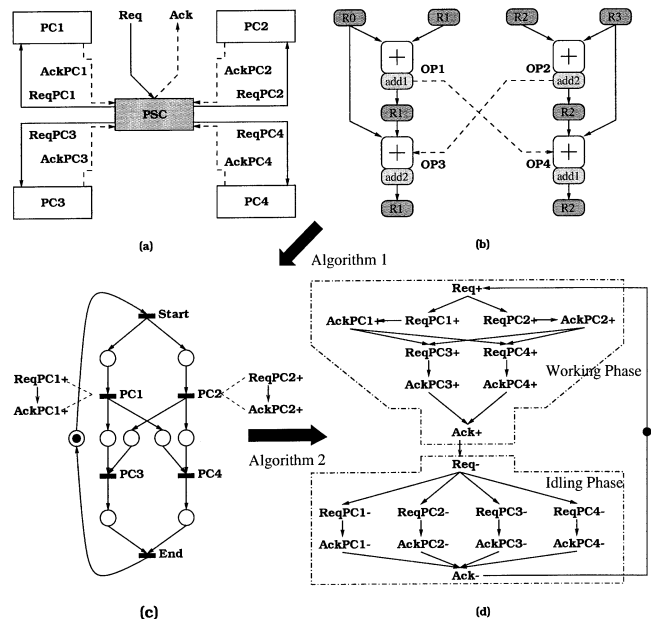 PC1
Req
Ack
PC2
AckPC1
AckPC2
ReqPC1
ReqPC2
PSC
ReqPC3
ReqPC4
AckPC3
AckPC4
PC3
PC4
(a)
R0
R1
R2
R3
+
+
OP1
OP2
add1
add2
R1
R2
+
+
OP3
OP4
add2
add1
R1
R2
(b)
Algorithm 1
Start
ReqPC1+
AckPC1+
PC1
PC2
ReqPC2+
AckPC2+
PC3
PC4
End
(c)
Algorithm 2
Req+
AckPC1+
ReqPC1+
ReqPC2+
AckPC2+
ReqPC3+
ReqPC4+
Working Phase
AckPC3+
AckPC4+
Ack+
Req-
Idling Phase
ReqPC1-
ReqPC2-
ReqPC3-
ReqPC4-
AckPC1-
AckPC2-
AckPC3-
AckPC4-
Ack-
(d)